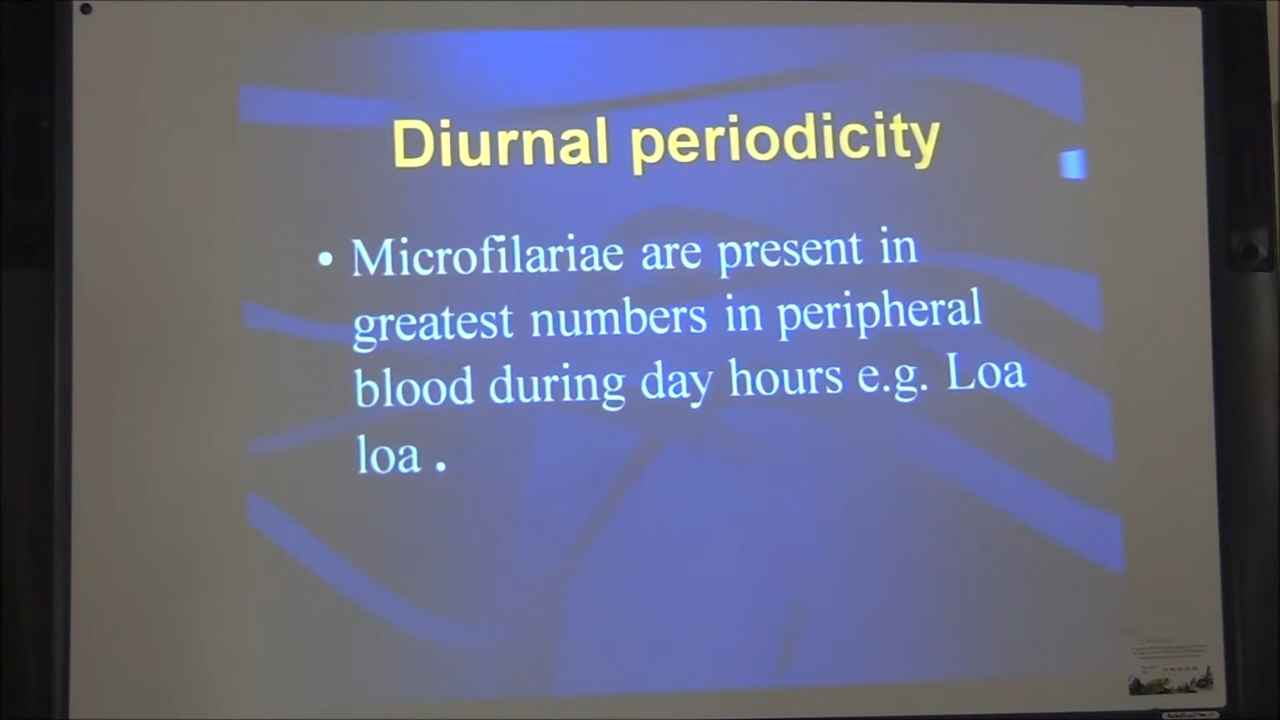 Diurnal periodicity
• Microfilariae are present in
greatest numbers in peripheral
blood during day hours e.g. Loa
loa .